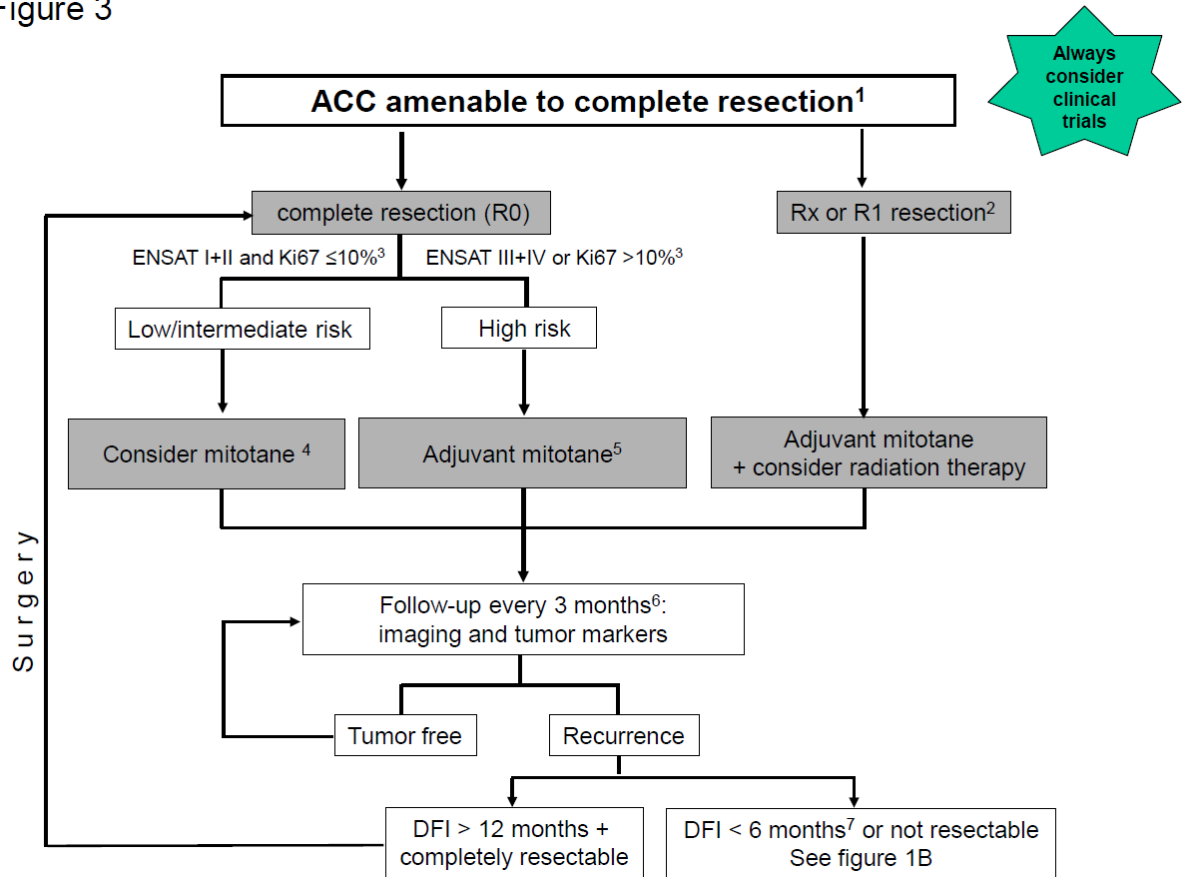 Figure 3
Always
consider
clinical
trials
ACC amenable to complete resection¹
complete resection (R0)
Rx or R1 resection²
ENSAT I+II and Ki67 ≤10%³
ENSAT III+IV or Ki67 >10%³
Low/intermediate risk
High risk
Consider mitotane ⁴
Adjuvant mitotane⁵
Adjuvant mitotane
+ consider radiation therapy
Surgery
Follow-up every 3 months⁶:
imaging and tumor markers
Tumor free
Recurrence
DFI > 12 months +
completely resectable
DFI < 6 months⁷ or not resectable
See figure 1B